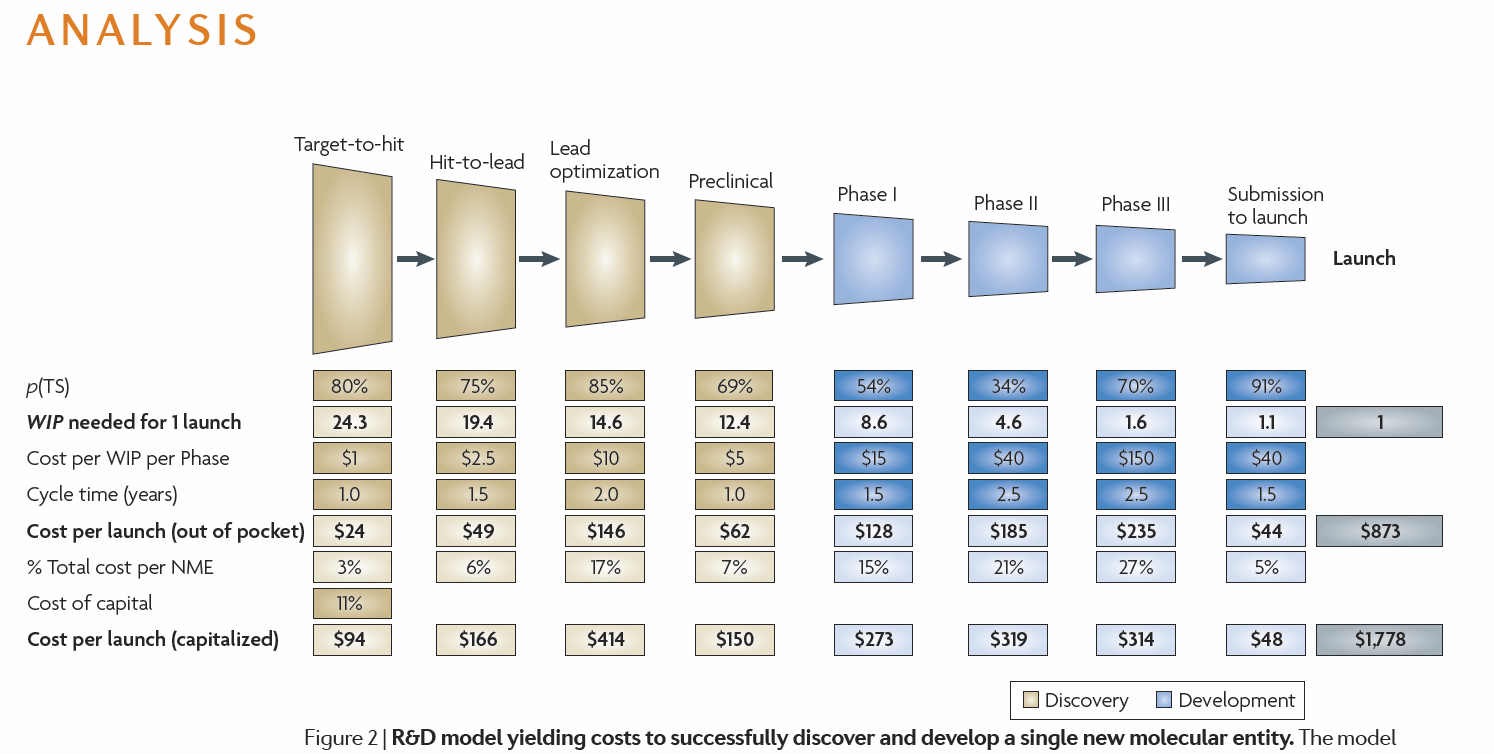 ANALYSIS
Target-to-hit
Hit-to-lead
Lead
optimization
Preclinical
Phase I
Phase II
Phase III
Submission
to launch
Launch
p(TS) 80% 75% 85% 69% 54% 34% 70% 91%
WIP needed for 1 launch 24.3 19.4 14.6 12.4 8.6 4.6 1.6 1.1 1
Cost per WIP per Phase $1 $2.5 $10 $5 $15 $40 $150 $40
Cycle time (years) 1.0 1.5 2.0 1.0 1.5 2.5 2.5 1.5
Cost per launch (out of pocket) $24 $49 $146 $62 $128 $185 $235 $44 $873
% Total cost per NME 3% 6% 17% 7% 15% 21% 27% 5%
Cost of capital 11%
Cost per launch (capitalized) $94 $166 $414 $150 $273 $319 $314 $48 $1,778
Discovery Development
Figure 2 | R&D model yielding costs to successfully discover and develop a single new molecular entity. The model